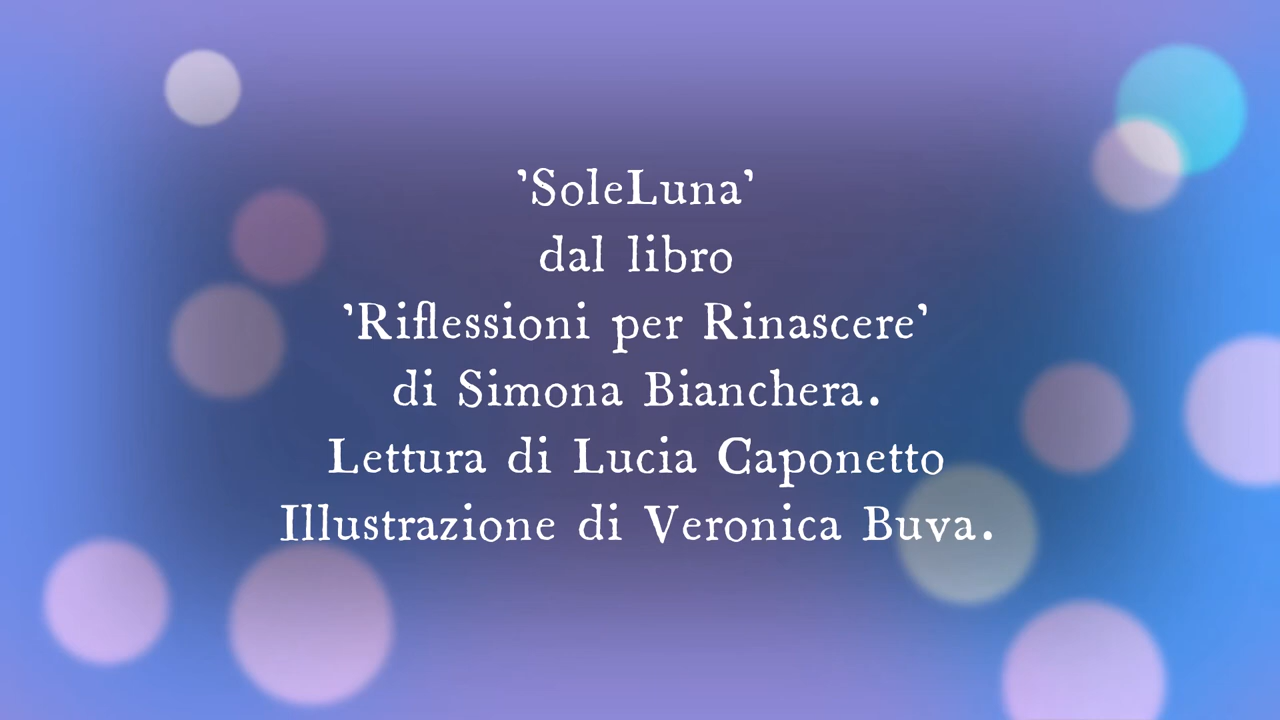 'SoleLuna'
dal libro
'Riflessioni per Rinascere'
di Simona Bianchera.
Lettura di Lucia Caponetto
Illustrazione di Veronica Buva.